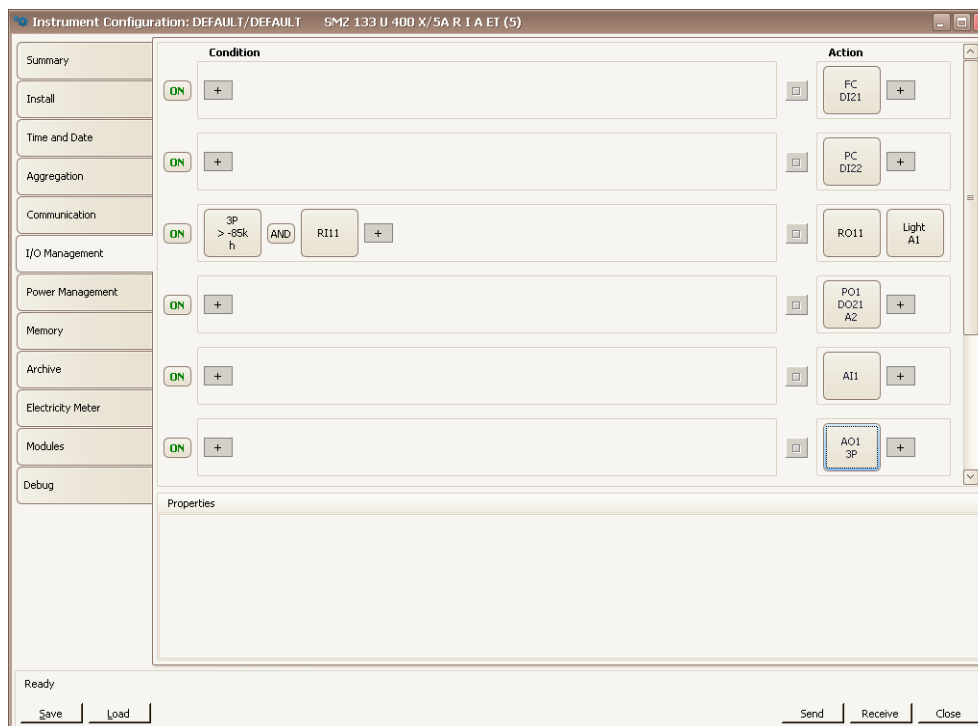 Instrument Configuration: DEFAULT/DEFAULT SMZ 133 U 400 X/5A R I A ET (5)
Summary
Install
Time and Date
Aggregation
Communication
I/O Management
Power Management
Memory
Archive
Electricity Meter
Modules
Debug
Condition Action
ON + FC
DI21 +
ON + PC
DI22 +
ON 3P
> -85k
h AND RI11 + RO11 Light
A1
ON + PO1
DO21
A2 +
ON + AI1 +
ON + AO1
3P +
Properties
Ready
Save Load Send Receive Close